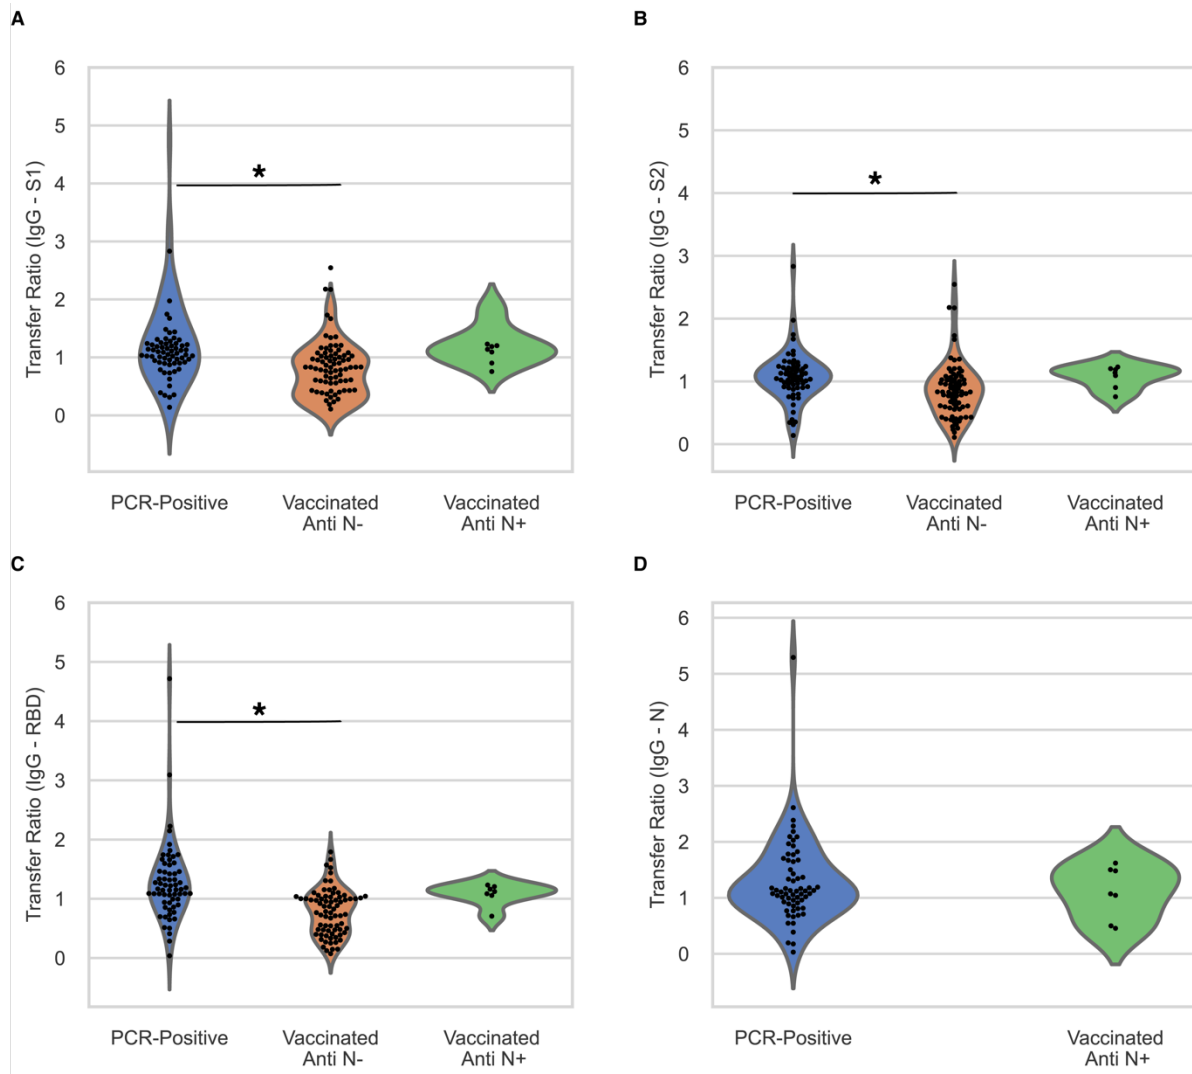 A
Transfer Ratio (IgG - S1)
6
5
4
3
2
1
0
*
PCR-Positive
Vaccinated
Anti N-
Vaccinated
Anti N+
B
Transfer Ratio (IgG - S2)
6
5
4
3
2
1
0
*
PCR-Positive
Vaccinated
Anti N-
Vaccinated
Anti N+
C
Transfer Ratio (IgG - RBD)
6
5
4
3
2
1
0
*
PCR-Positive
Vaccinated
Anti N-
Vaccinated
Anti N+
D
Transfer Ratio (IgG - N)
6
5
4
3
2
1
0
PCR-Positive
Vaccinated
Anti N+